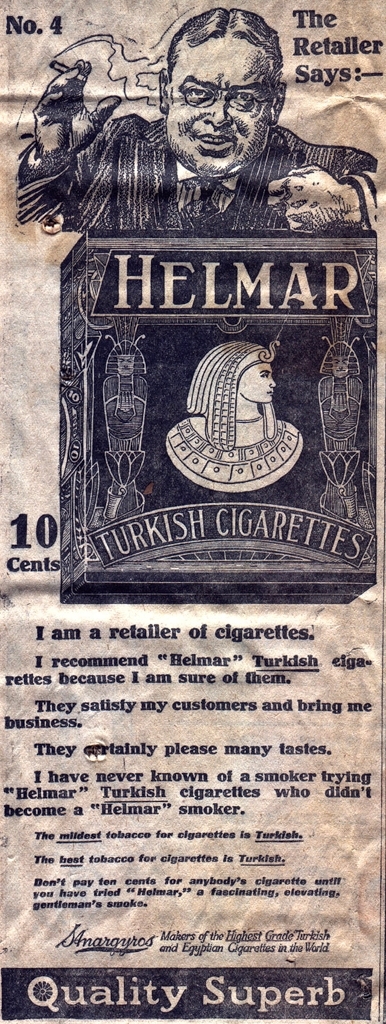 No. 4
The
Retailer
Says:—
HELMAR
TURKISH CIGARETTES
10
Cents
I am a retailer of cigarettes.
I recommend "Helmar" Turkish ciga-
rettes because I am sure of them.
They satisfy my customers and bring me
business.
They certainly please many tastes.
I have never known of a smoker trying
"Helmar" Turkish cigarettes who didn't
become a "Helmar" smoker.
The mildest tobacco for cigarettes is Turkish.
The best tobacco for cigarettes is Turkish.
Don't pay ten cents for anybody's cigarette until
you have tried "Helmar," a fascinating, elevating,
gentleman's smoke.
S. Anargyros Makers of the Highest Grade Turkish
and Egyptian Cigarettes in the World
Quality Superb